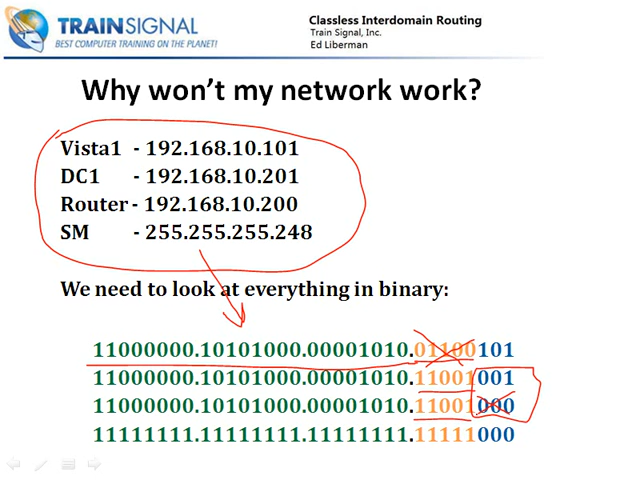 TRAINSIGNAL
BEST COMPUTER TRAINING ON THE PLANET!
Classless Interdomain Routing
Train Signal, Inc.
Ed Liberman
Why won't my network work?
Vista1 - 192.168.10.101
DC1 - 192.168.10.201
Router - 192.168.10.200
SM - 255.255.255.248
We need to look at everything in binary:
11000000.10101000.00001010.01100101
11000000.10101000.00001010.11001001
11000000.10101000.00001010.11001000
11111111.11111111.11111111.11111000